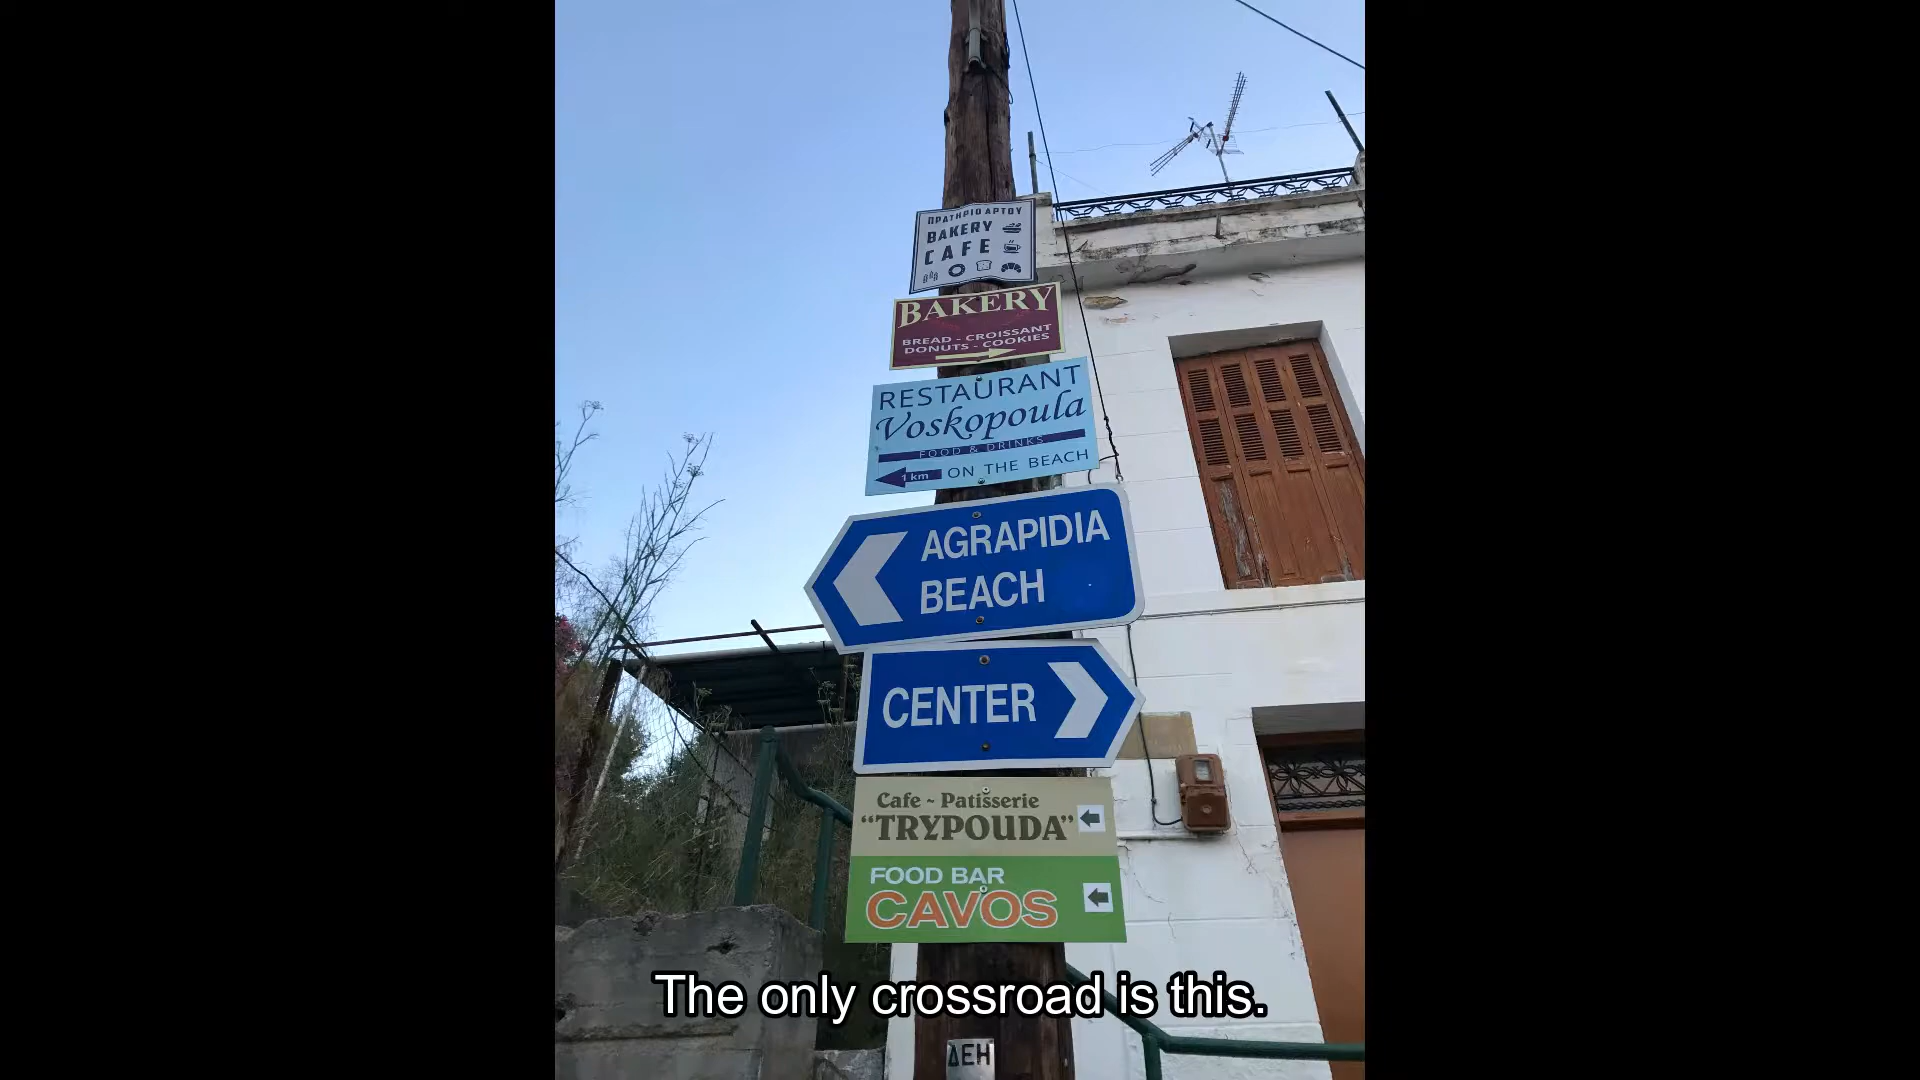 ΠΡΑΤΗΡΙΟ ΑΡΤΟΥ
BAKERY
CAFE
BAKERY
BREAD - CROISSANT
DONUTS - COOKIES
RESTAURANT
Voskopoula
FOOD & DRINKS
1 km ON THE BEACH
AGRAPIDIA
BEACH
CENTER
Cafe ~ Patisserie
"TRYPOUDA"
FOOD BAR
CAVOS
The only crossroad is this.
ΔΕΗ